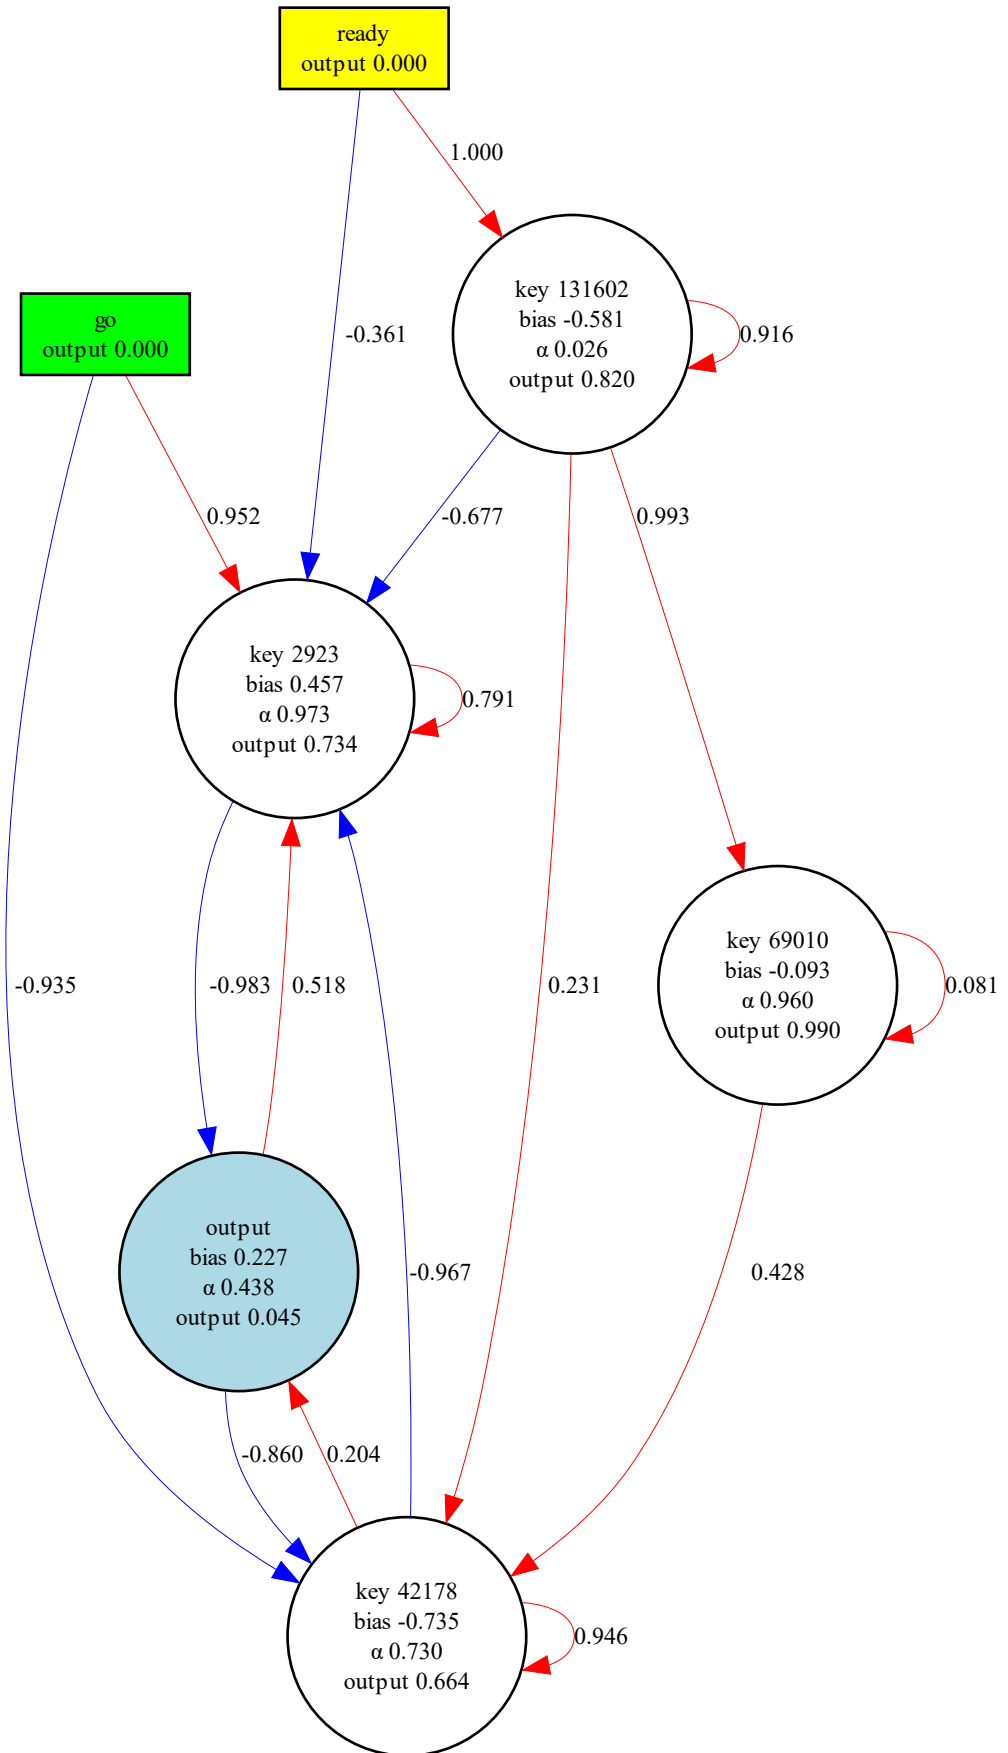 ready
output 0.000
1.000
key 131602
bias -0.581
α 0.026
output 0.820
0.916
go
output 0.000
-0.361
0.952
-0.677
0.993
key 2923
bias 0.457
α 0.973
output 0.734
0.791
key 69010
bias -0.093
α 0.960
output 0.990
0.081
-0.935
-0.983
0.518
0.231
output
bias 0.227
α 0.438
output 0.045
-0.967
0.428
-0.860
0.204
key 42178
bias -0.735
α 0.730
output 0.664
0.946